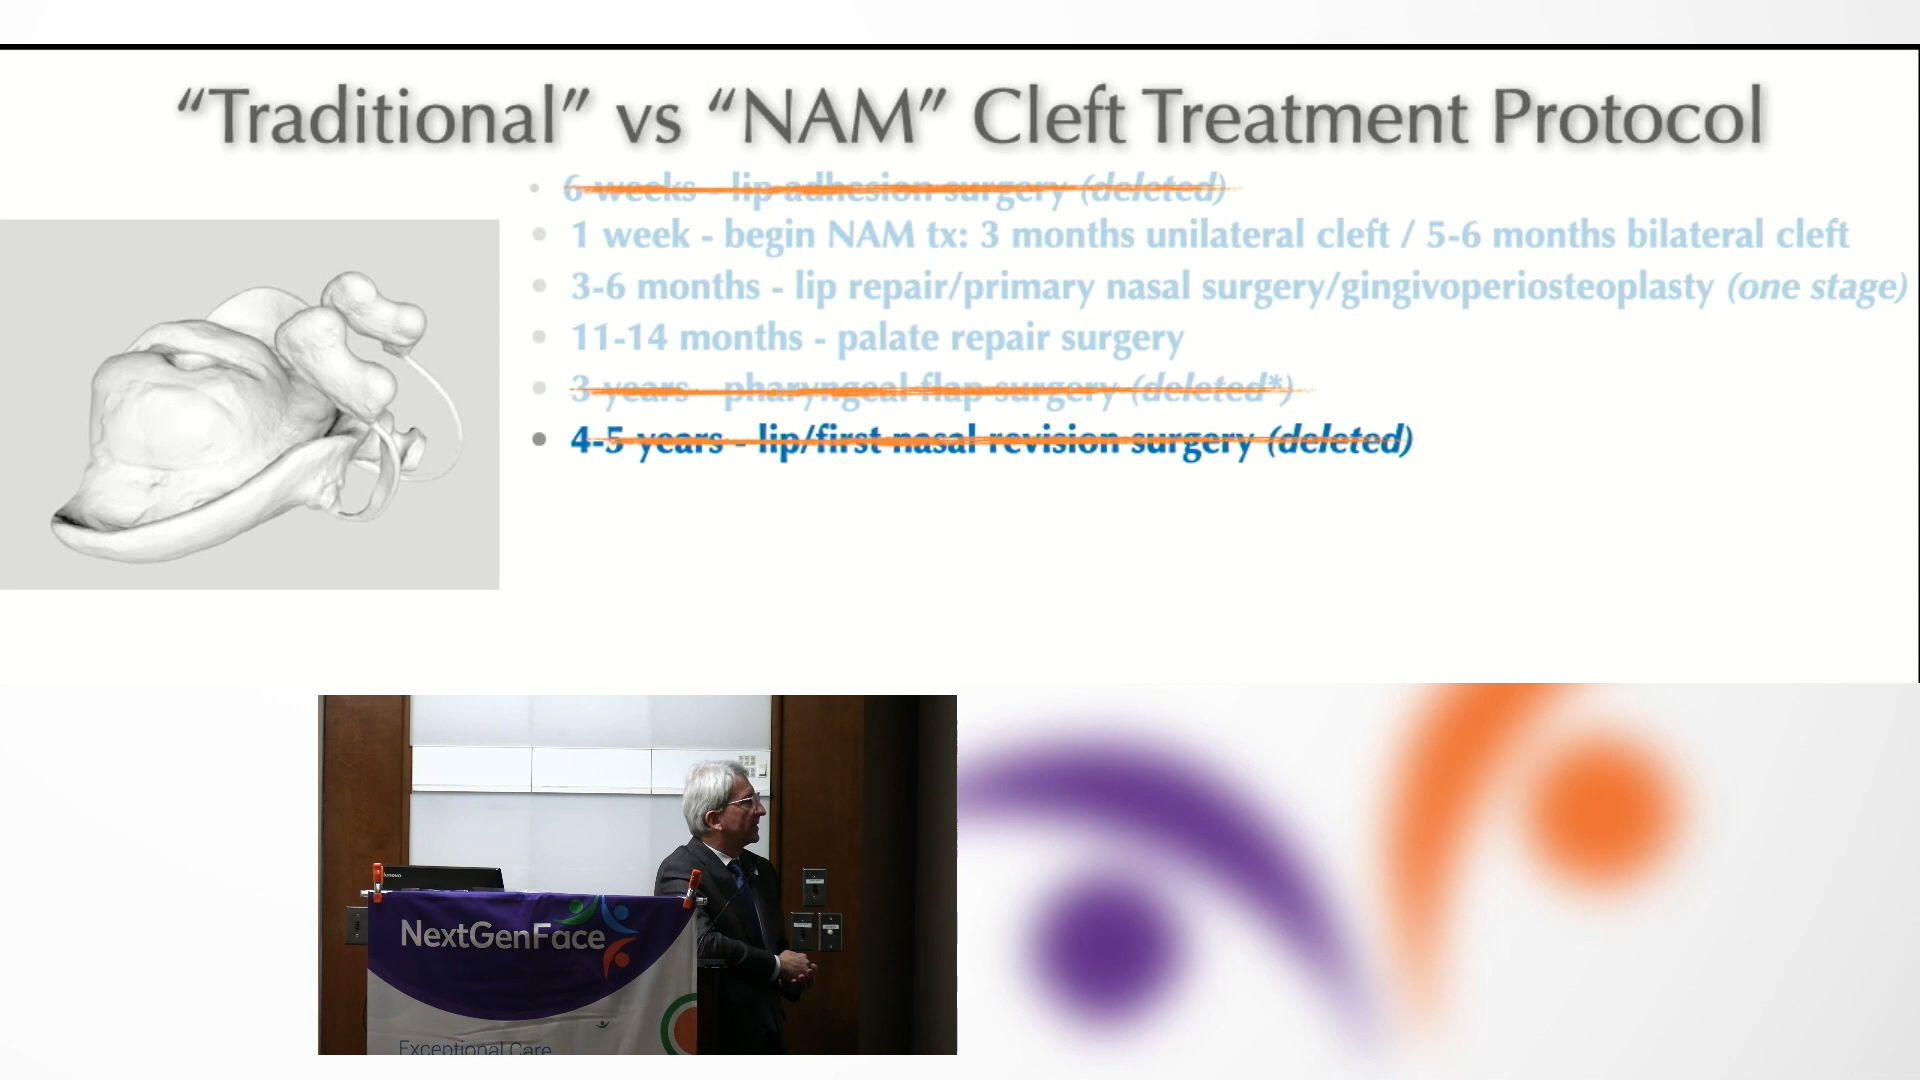 “Traditional” vs “NAM” Cleft Treatment Protocol
• 6 weeks - lip adhesion surgery (deleted)
• 1 week - begin NAM tx: 3 months unilateral cleft / 5-6 months bilateral cleft
• 3-6 months - lip repair/primary nasal surgery/gingivoperiosteoplasty (one stage)
• 11-14 months - palate repair surgery
• 3 years - pharyngeal flap surgery (deleted*)
• 4-5 years - lip/first nasal revision surgery (deleted)
lenovo
NextGenFace
Exceptional Care